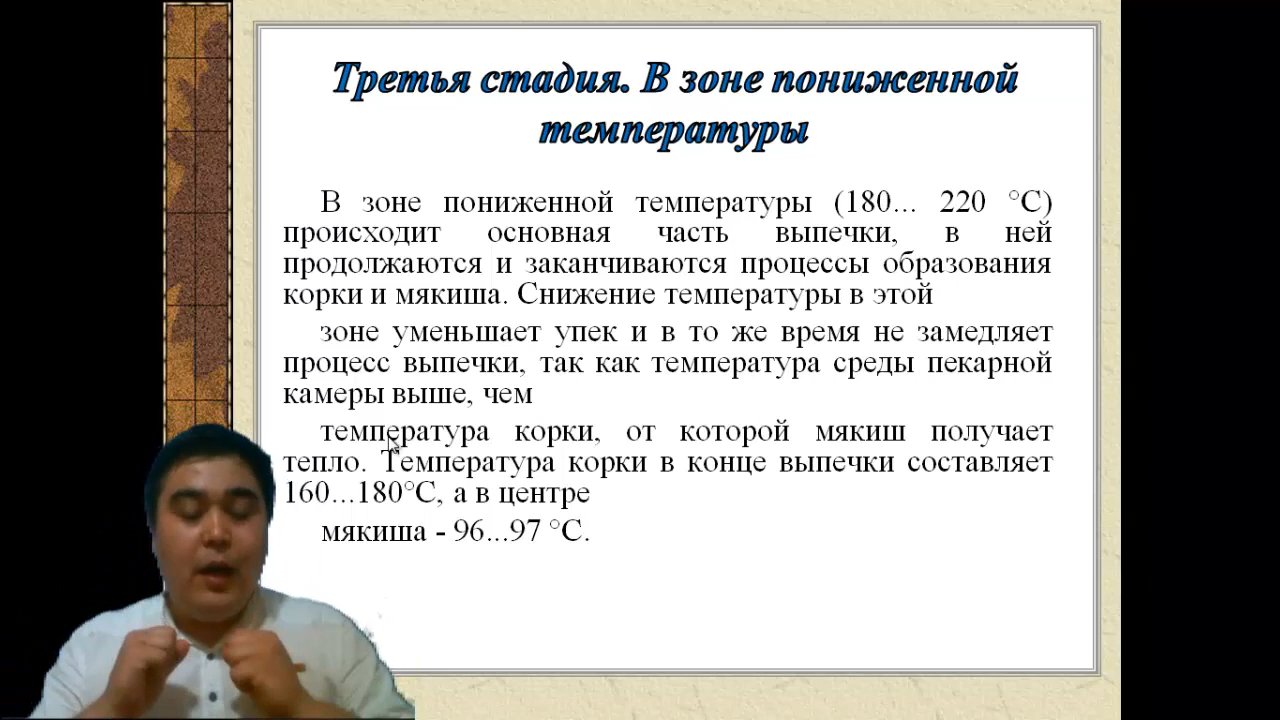 Третья стадия. В зоне пониженной
температуры
В зоне пониженной температуры (180... 220 °С)
происходит основная часть выпечки, в ней
продолжаются и заканчиваются процессы образования
корки и мякиша. Снижение температуры в этой
зоне уменьшает упек и в то же время не замедляет
процесс выпечки, так как температура среды пекарной
камеры выше, чем
температура корки, от которой мякиш получает
тепло. Температура корки в конце выпечки составляет
160...180°С, а в центре
мякиша - 96...97 °С.